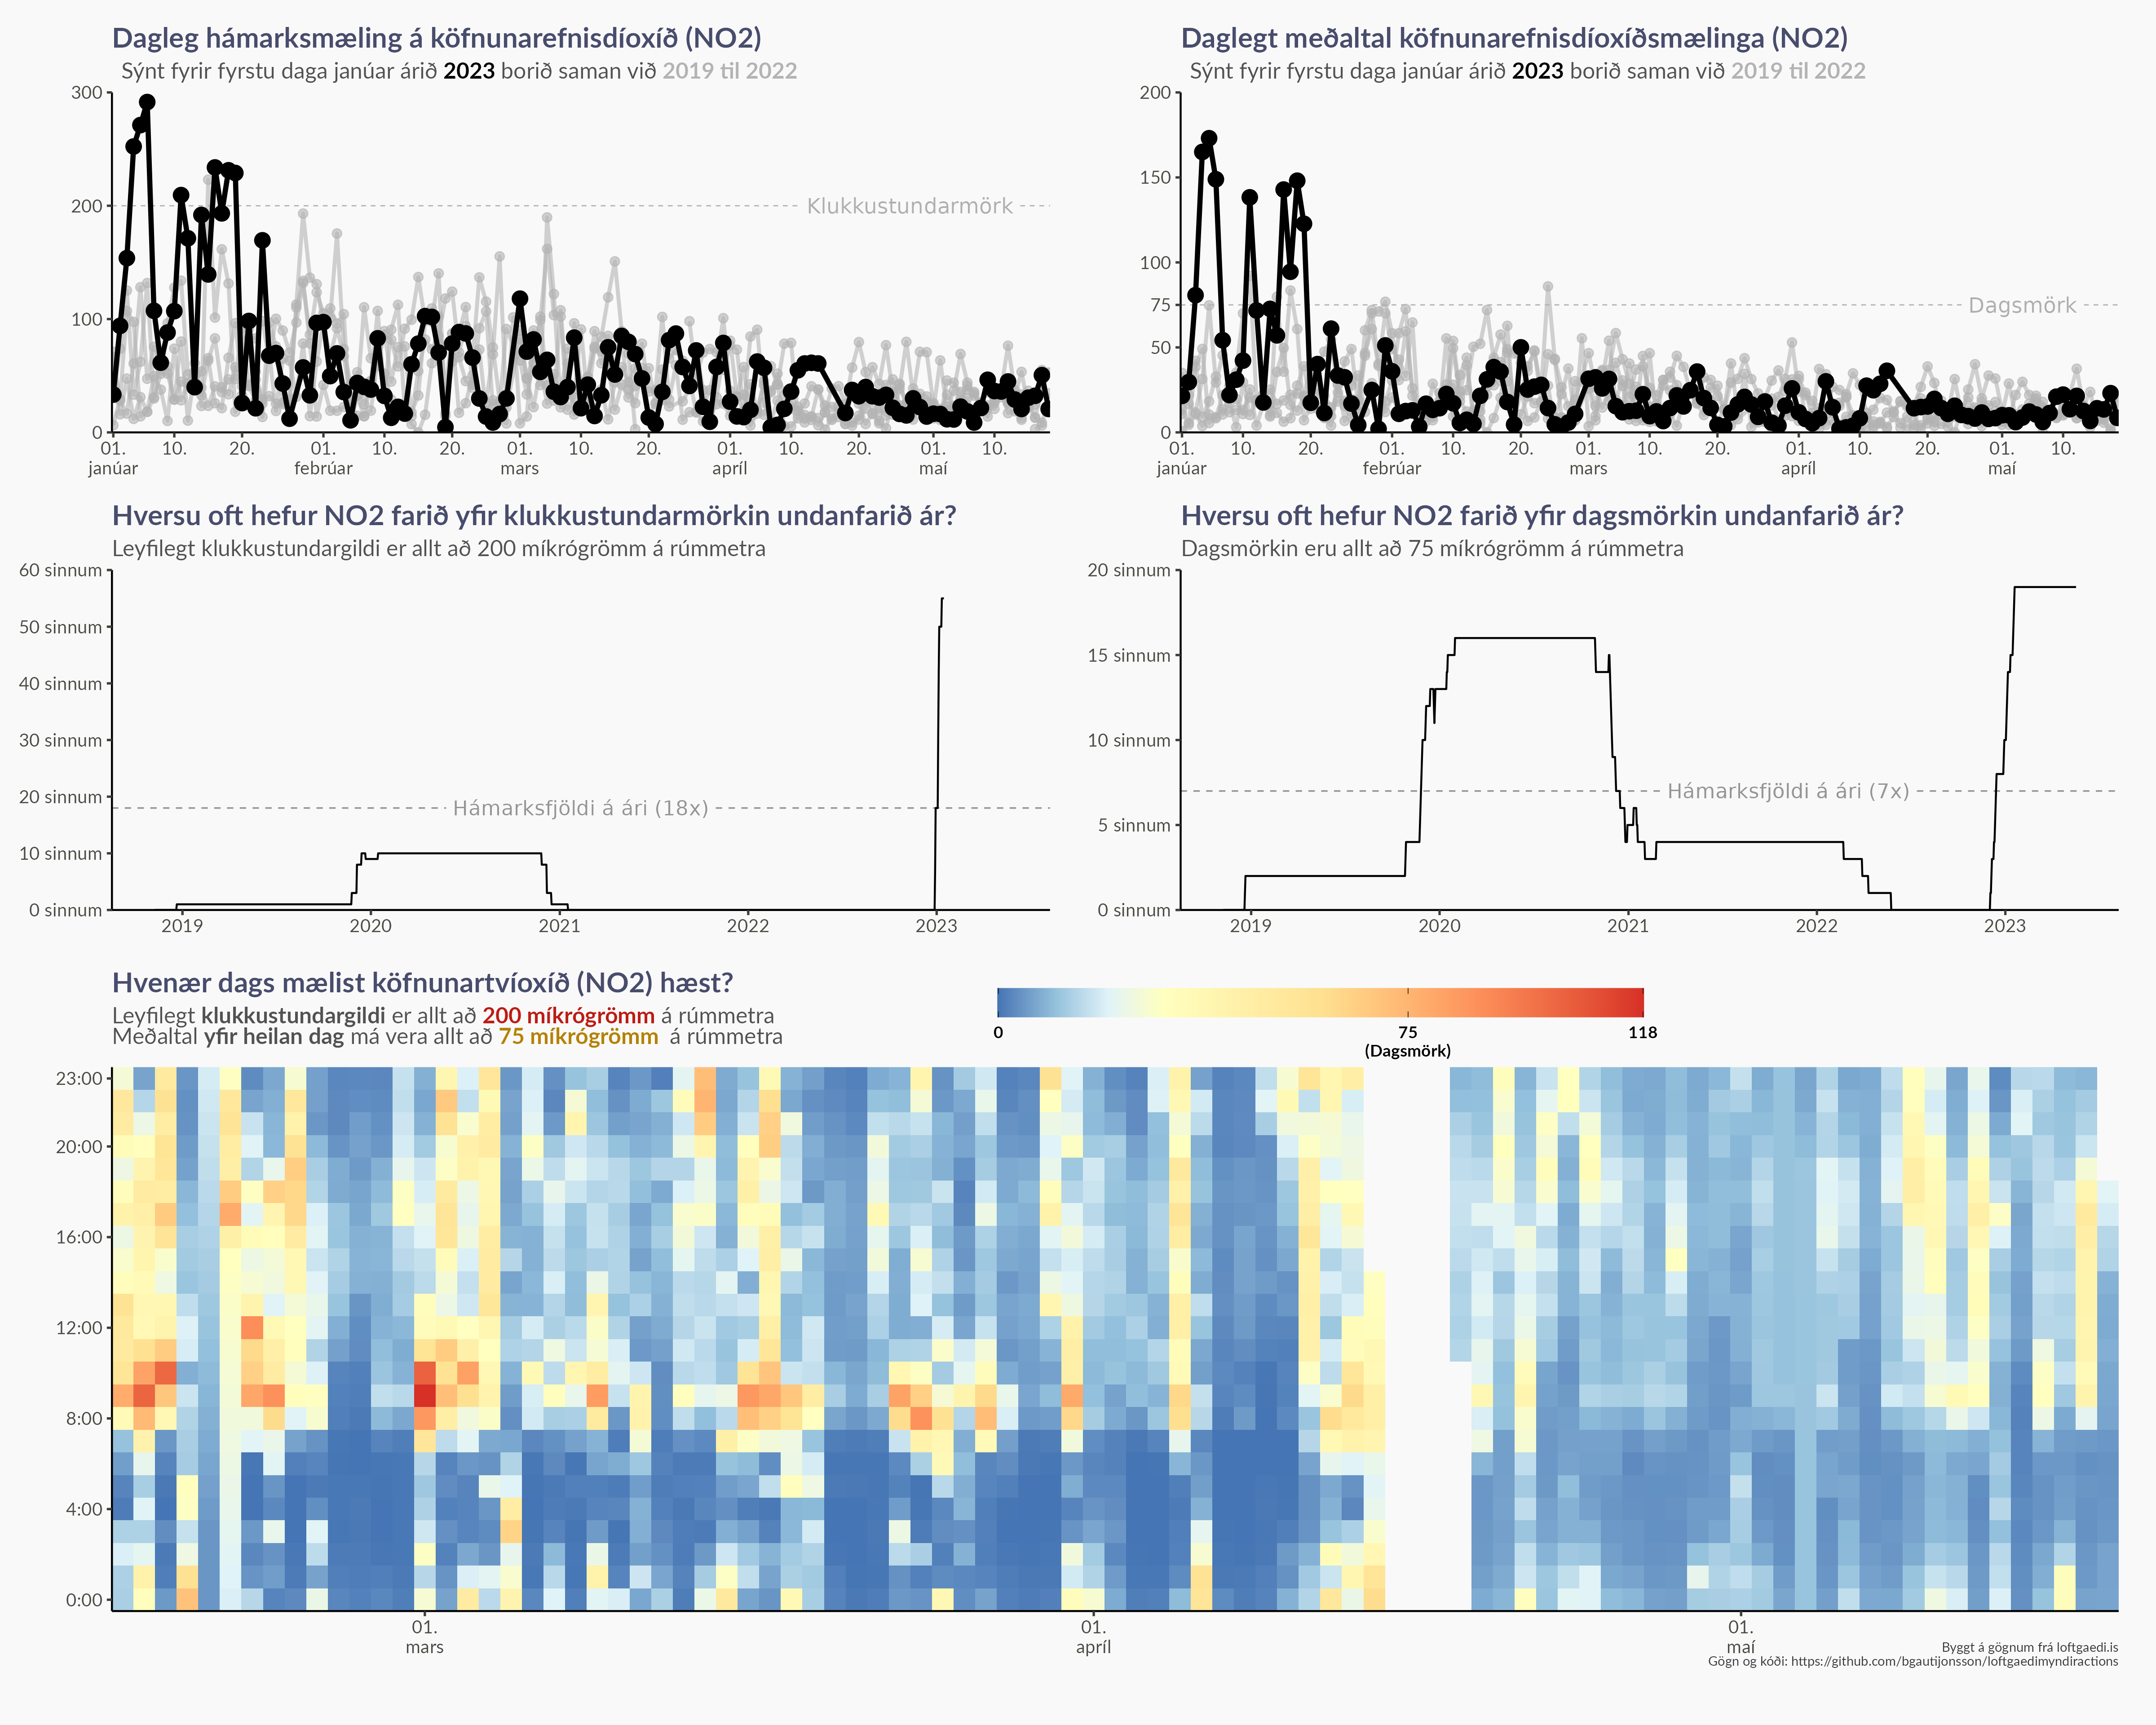 Dagleg hámarksmæling á köfnunarefnisdíoxíð (NO2)
Sýnt fyrir fyrstu daga janúar árið 2023 borið saman við 2019 til 2022
300
200
100
0
Klukkustundarmörk
01. 10. 20. 01. 10. 20. 01. 10. 20. 01. 10. 20. 01. 10.
janúar febrúar mars apríl maí
Daglegt meðaltal köfnunarefnisdíoxíðsmælinga (NO2)
Sýnt fyrir fyrstu daga janúar árið 2023 borið saman við 2019 til 2022
200
150
100
75
50
0
Dagsmörk
01. 10. 20. 01. 10. 20. 01. 10. 20. 01. 10. 20. 01. 10.
janúar febrúar mars apríl maí
Hversu oft hefur NO2 farið yfir klukkustundarmörkin undanfarið ár?
Leyfilegt klukkustundargildi er allt að 200 míkrógrömm á rúmmetra
60 sinnum
50 sinnum
40 sinnum
30 sinnum
20 sinnum
10 sinnum
0 sinnum
Hámarksfjöldi á ári (18x)
2019 2020 2021 2022 2023
Hversu oft hefur NO2 farið yfir dagsmörkin undanfarið ár?
Dagsmörkin eru allt að 75 míkrógrömm á rúmmetra
20 sinnum
15 sinnum
10 sinnum
5 sinnum
0 sinnum
Hámarksfjöldi á ári (7x)
2019 2020 2021 2022 2023
Hvenær dags mælist köfnunartvíoxíð (NO2) hæst?
Leyfilegt klukkustundargildi er allt að 200 míkrógrömm á rúmmetra
Meðaltal yfir heilan dag má vera allt að 75 míkrógrömm á rúmmetra
0 75 118
(Dagsmörk)
23:00
20:00
16:00
12:00
8:00
4:00
0:00
01. 01. 01.
mars apríl maí
Byggt á gögnum frá loftgaedi.is
Gögn og kóði: https://github.com/bgautijonsson/loftgaedimyndiractions